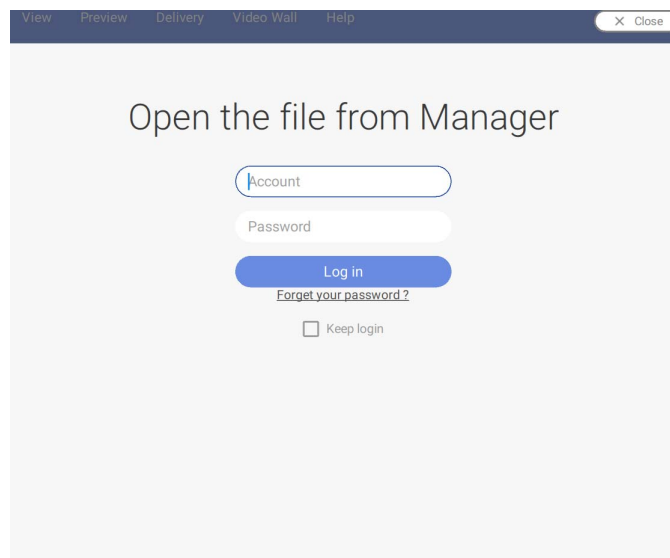 View Preview Delivery Video Wall Help Close
Open the file from Manager
Account
Password
Log in
Forget your password ?
Keep login